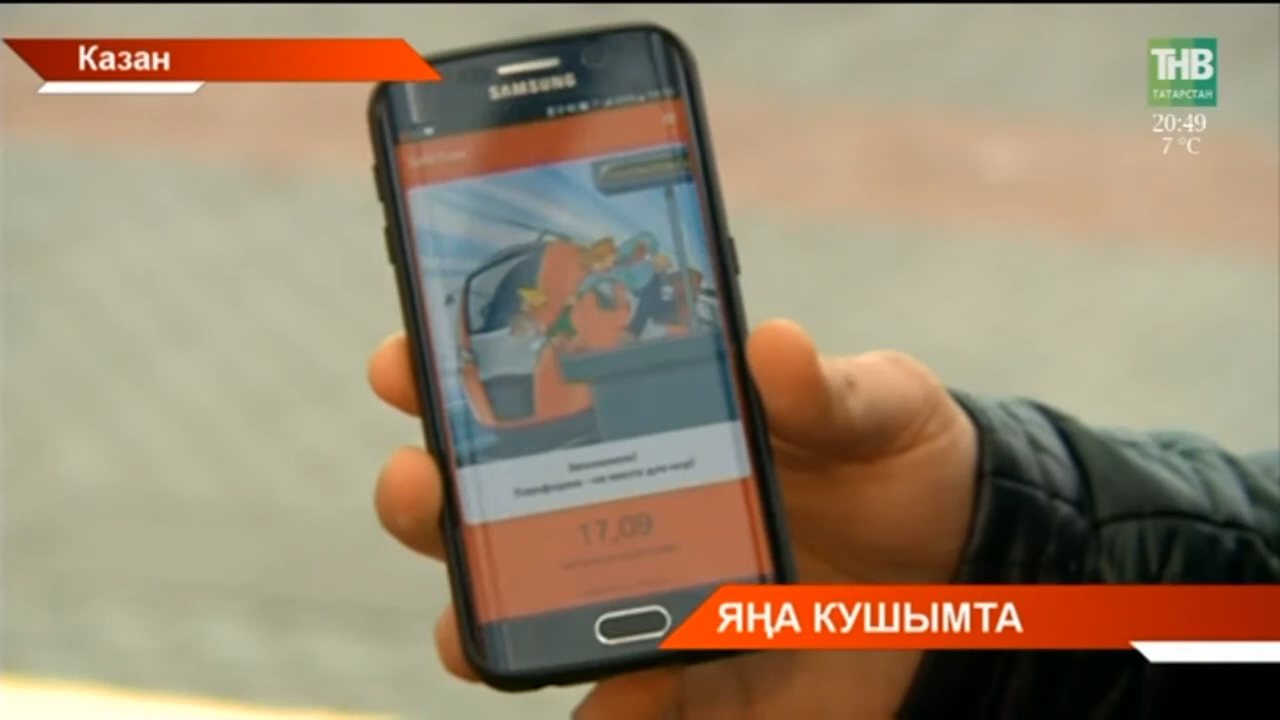 Казан
ТНВ
ТАТАРСТАН
20:49
7 °C
SAMSUNG
17,09
ЯҢА КУШЫМТА